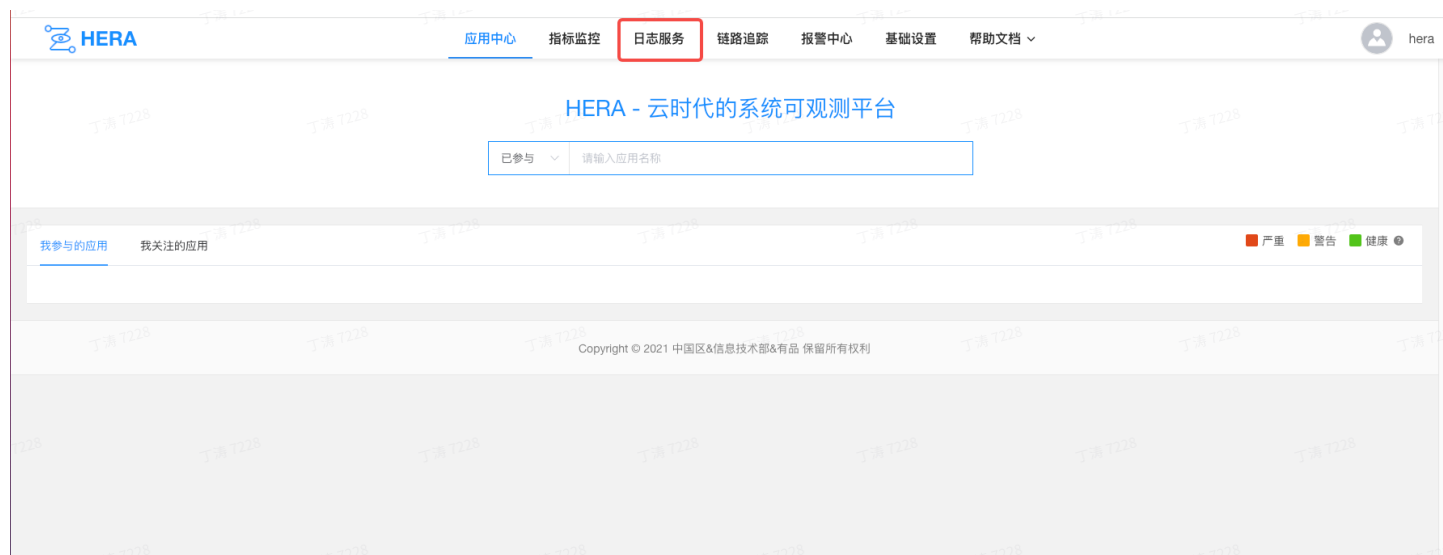 HERA
应用中心 指标监控 日志服务 链路追踪 报警中心 基础设置 帮助文档
hera
HERA - 云时代的系统可观测平台
已参与 请输入应用名称
我参与的应用 我关注的应用
严重 警告 健康
Copyright © 2021 中国区&信息技术部&有品 保留所有权利
丁涛 7228